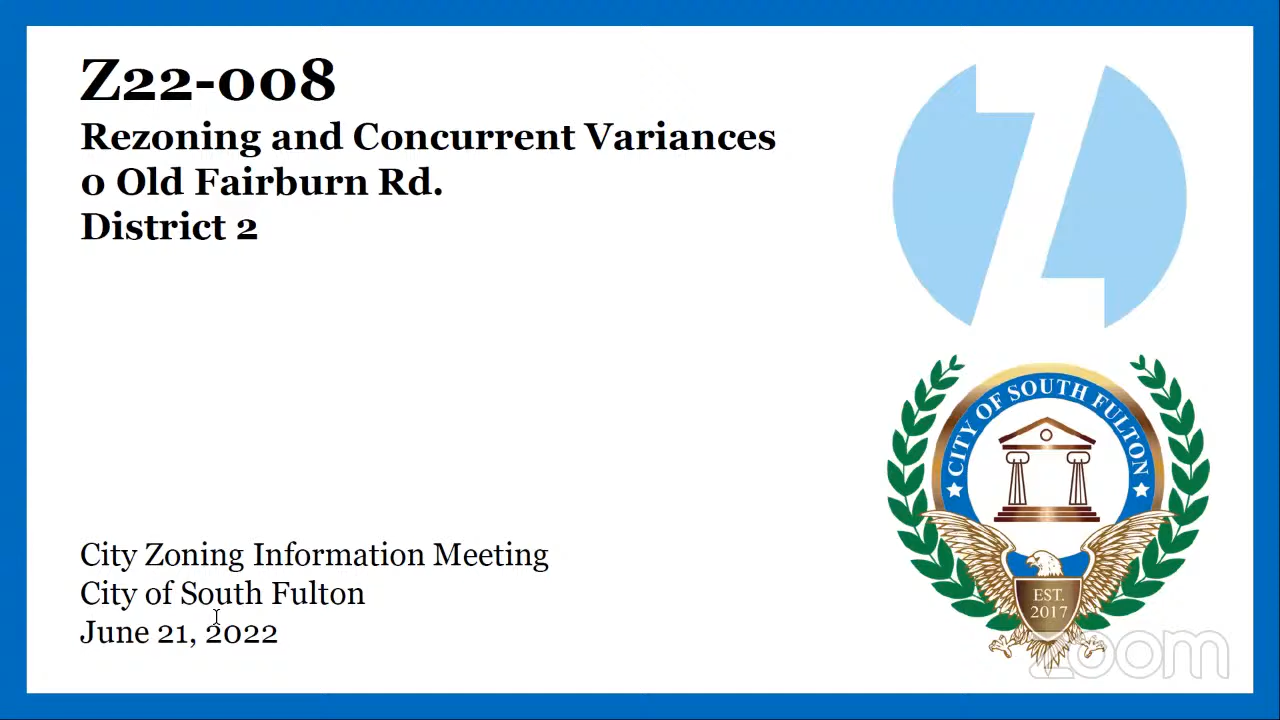 Z22-008
Rezoning and Concurrent Variances
0 Old Fairburn Rd.
District 2
CITY OF SOUTH FULTON
EST.
2017
City Zoning Information Meeting
City of South Fulton
June 21, 2022
zoom